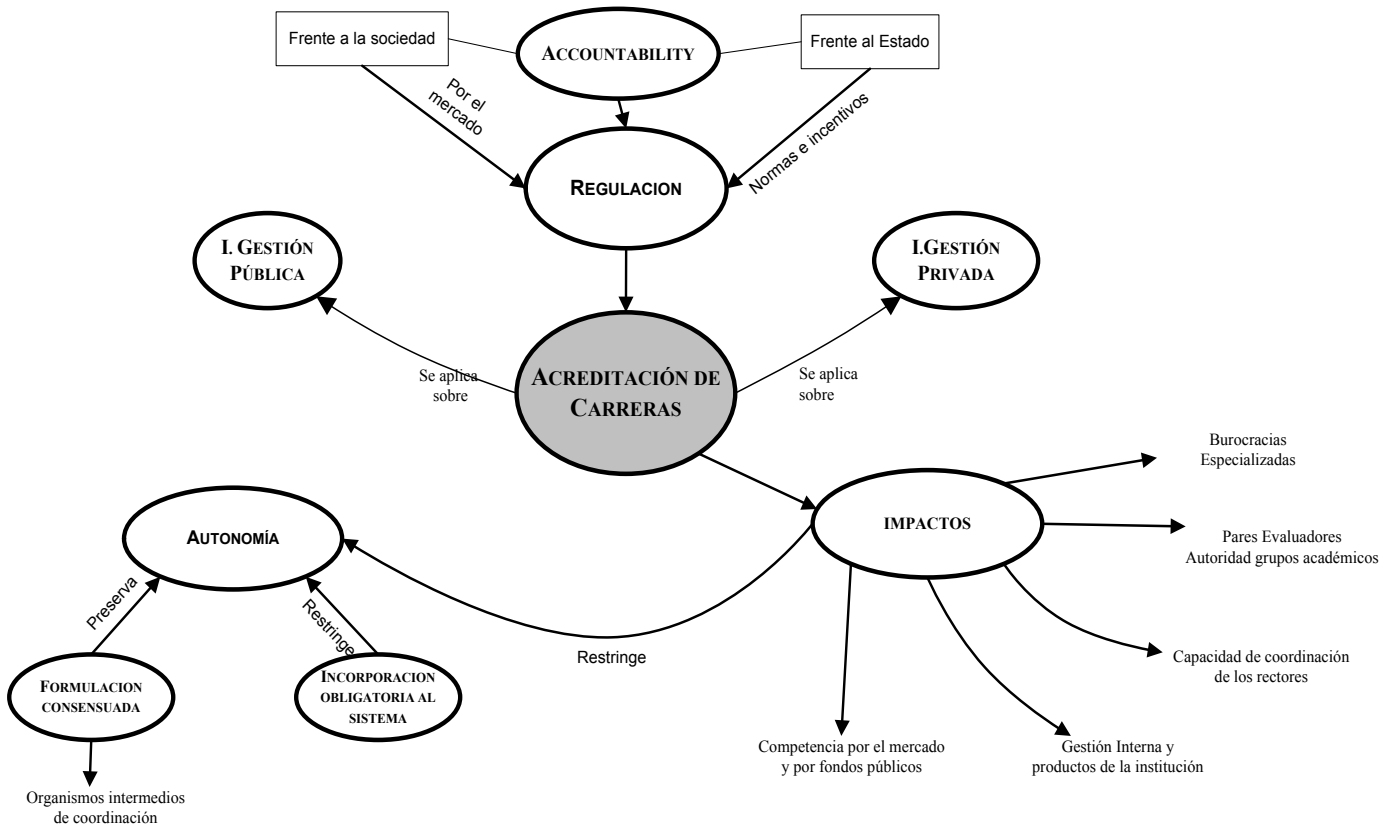 Frente a la sociedad
ACCOUNTABILITY
Frente al Estado
Por el
mercado
Normas e incentivos
REGULACION
I. GESTIÓN
PÚBLICA
I.GESTIÓN
PRIVADA
Se aplica
sobre
ACREDITACIÓN DE
CARRERAS
Se aplica
sobre
Burocracias
Especializadas
AUTONOMÍA
IMPACTOS
Pares Evaluadores
Autoridad grupos académicos
Preserva
Restringe
Restringe
Capacidad de coordinación
de los rectores
FORMULACION
CONSENSUADA
INCORPORACION
OBLIGATORIA AL
SISTEMA
Competencia por el mercado
y por fondos públicos
Gestión Interna y
productos de la institución
Organismos intermedios
de coordinación